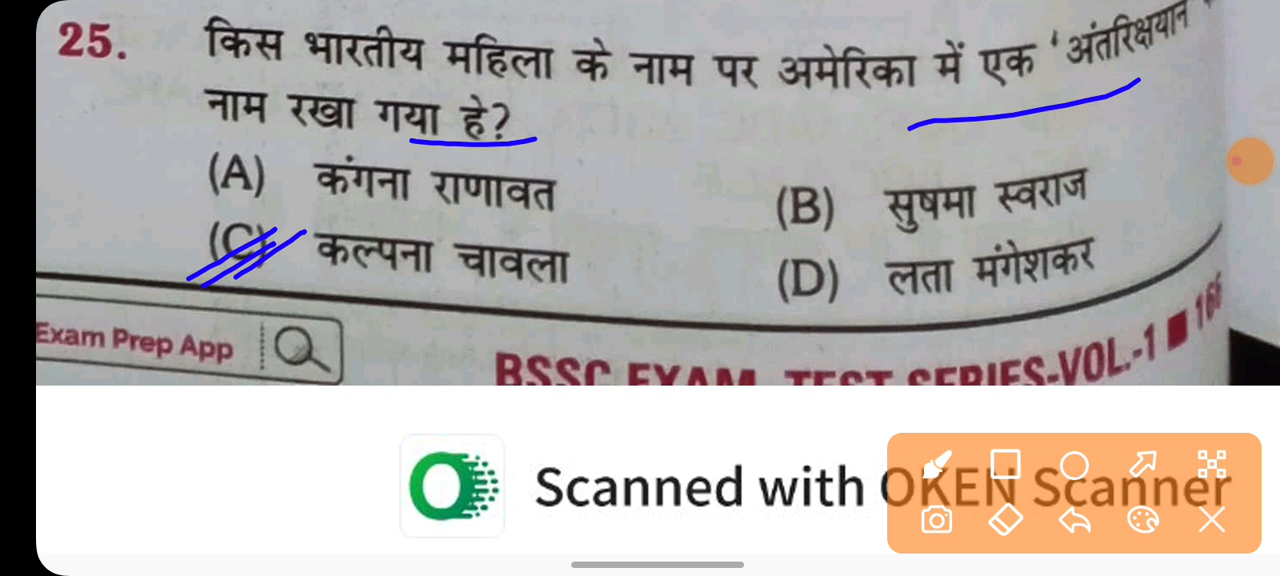 25. किस भारतीय महिला के नाम पर अमेरिका में एक 'अंतरिक्षयान'
नाम रखा गया हे?
(A) कंगना राणावत (B) सुषमा स्वराज
(C) कल्पना चावला (D) लता मंगेशकर
Exam Prep App
BSSC EXAM TEST SERIES-VOL.-1 ■ 166
Scanned with OKEN Scanner